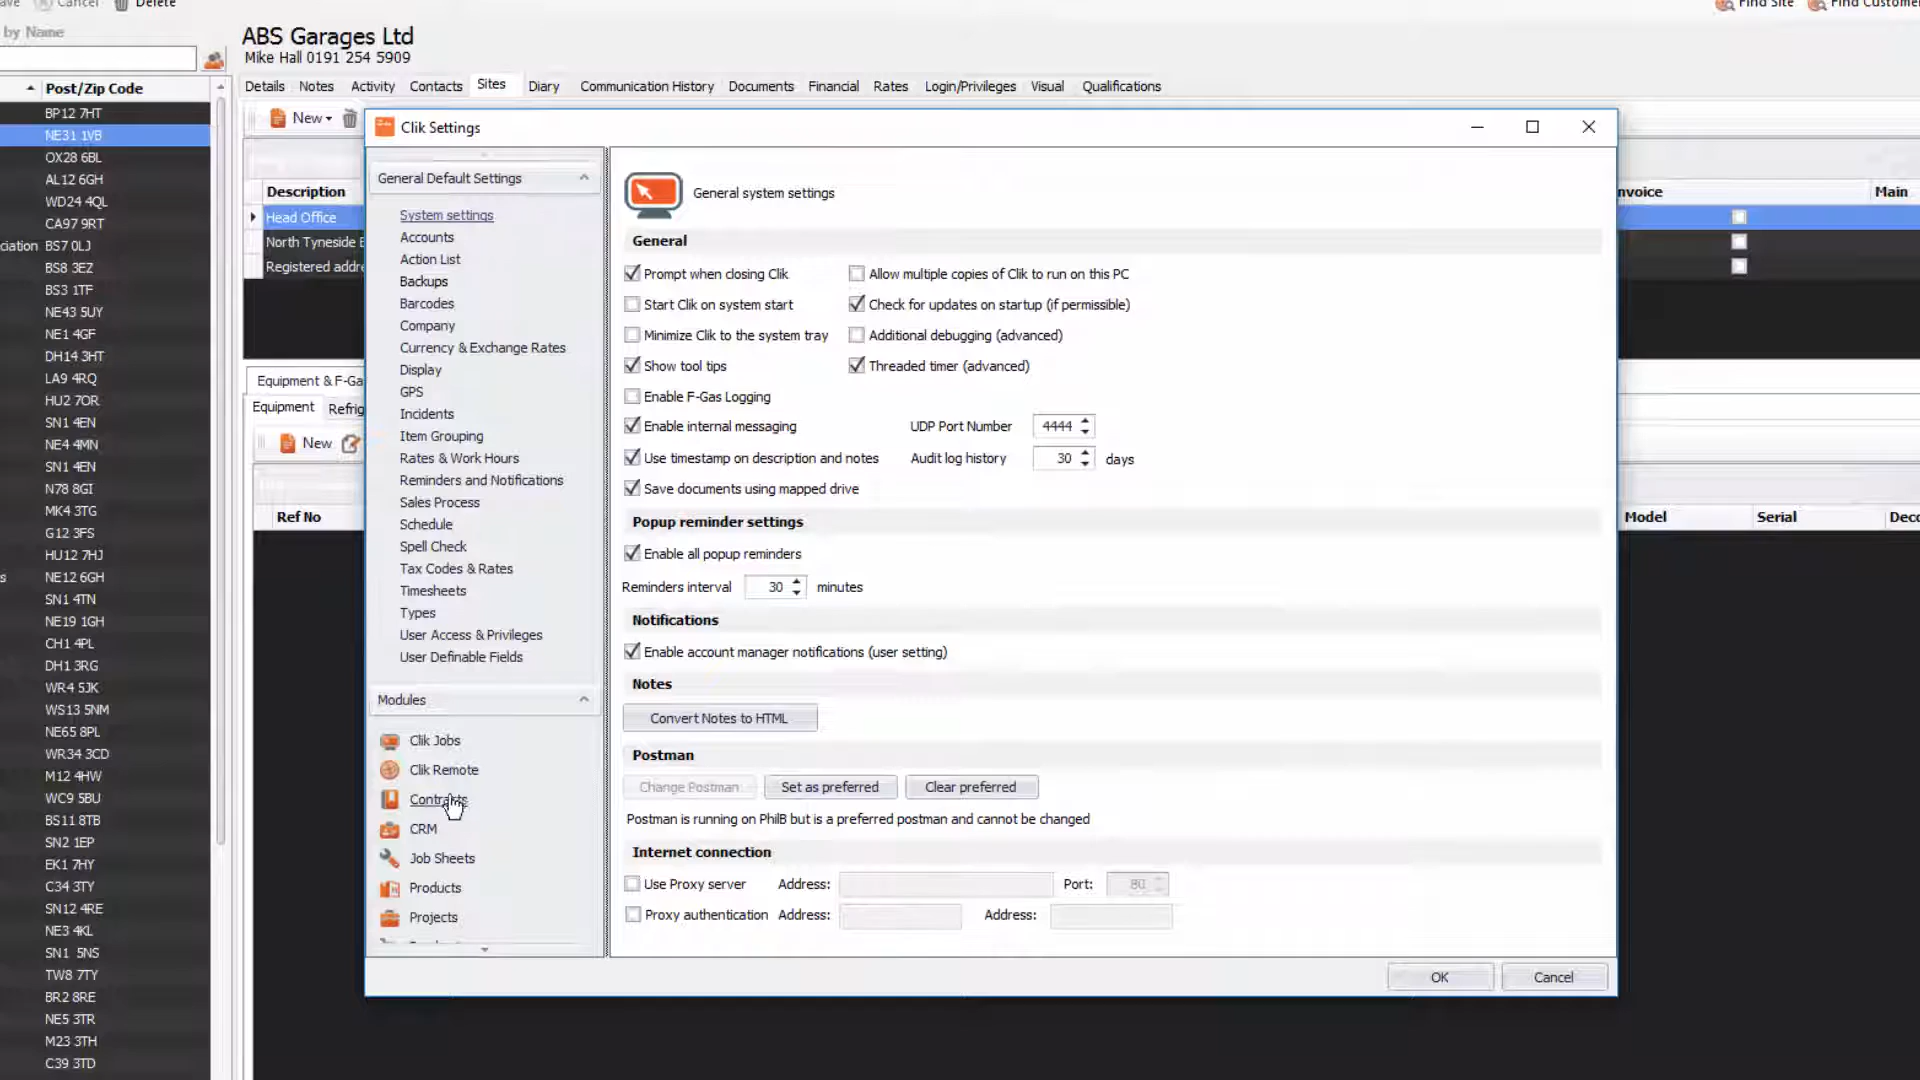 Cancel
Delete
Find Site
Find Customer
by Name
ABS Garages Ltd
Mike Hall 0191 254 5909
Details Notes Activity Contacts Sites Diary Communication History Documents Financial Rates Login/Privileges Visual Qualifications
Post/Zip Code
BP12 7HT
NE31 1VB
OX28 6BL
AL12 6GH
WD24 4QL
CA97 9RT
ciation BS7 0LJ
BS8 3EZ
BS3 1TF
NE43 5UY
NE1 4GF
DH14 3HT
LA9 4RQ
HU2 7OR
SN1 4EN
NE4 4MN
SN1 4EN
N78 8GI
MK4 3TG
G12 3FS
HU12 7HJ
s NE12 6GH
SN1 4TN
NE19 1GH
CH1 4PL
DH1 3RG
WR4 5JK
WS13 5NM
NE65 8PL
WR34 3CD
M12 4HW
WC9 5BU
BS11 8TB
SN2 1EP
EK1 7HY
C34 3TY
SN12 4RE
NE3 4KL
SN1 5NS
TW8 7TY
BR2 8RE
NE5 3TR
M23 3TH
C39 3TD
New
Description
Head Office
North Tyneside
Registered addre
nvoice
Main
Equipment & F-Ga
Equipment Refrig
New
Ref No
Model
Serial
Deco
Clik Settings
General Default Settings
System settings
Accounts
Action List
Backups
Barcodes
Company
Currency & Exchange Rates
Display
GPS
Incidents
Item Grouping
Rates & Work Hours
Reminders and Notifications
Sales Process
Schedule
Spell Check
Tax Codes & Rates
Timesheets
Types
User Access & Privileges
User Definable Fields
Modules
Clik Jobs
Clik Remote
Contracts
CRM
Job Sheets
Products
Projects
General system settings
General
Prompt when closing Clik
Allow multiple copies of Clik to run on this PC
Start Clik on system start
Check for updates on startup (if permissible)
Minimize Clik to the system tray
Additional debugging (advanced)
Show tool tips
Threaded timer (advanced)
Enable F-Gas Logging
Enable internal messaging
UDP Port Number 4444
Use timestamp on description and notes
Audit log history 30 days
Save documents using mapped drive
Popup reminder settings
Enable all popup reminders
Reminders interval 30 minutes
Notifications
Enable account manager notifications (user setting)
Notes
Convert Notes to HTML
Postman
Change Postman
Set as preferred
Clear preferred
Postman is running on PhilB but is a preferred postman and cannot be changed
Internet connection
Use Proxy server Address: Port: 80
Proxy authentication Address: Address:
OK
Cancel